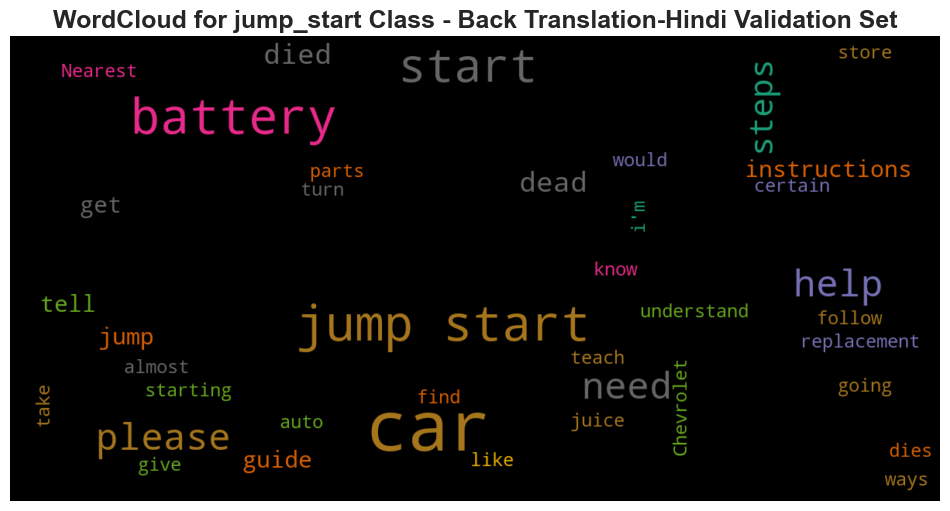 WordCloud for jump_start Class - Back Translation-Hindi Validation Set
died
start
store
Nearest
battery
steps
would
parts
instructions
turn
dead
certain
get
i'm
know
help
tell
jump start
understand
follow
jump
replacement
almost
teach
need
starting
take
find
Chevrolet
going
car
juice
auto
please
guide
like
give
dies
ways